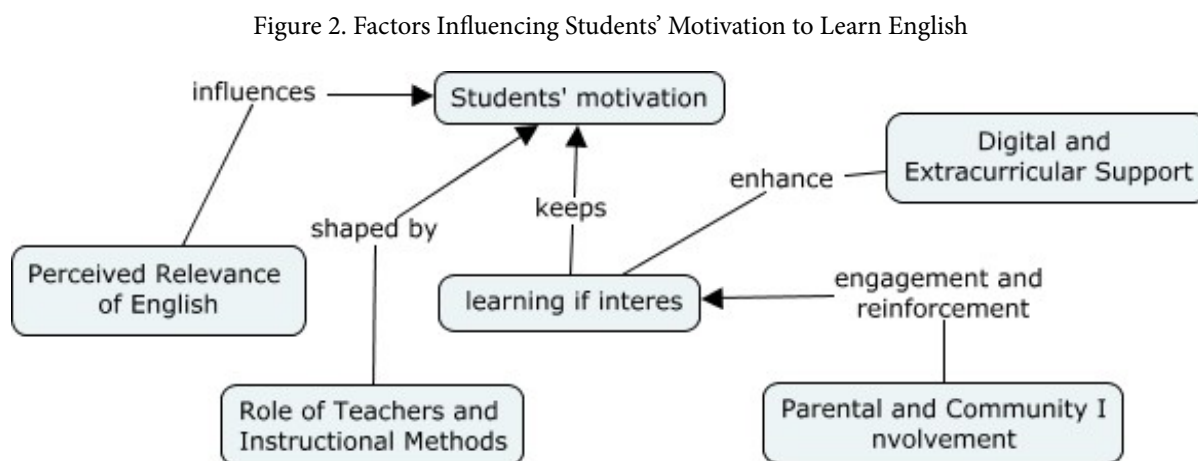 Figure 2. Factors Influencing Students’ Motivation to Learn English
influences
Students' motivation
Digital and
Extracurricular Support
enhance
keeps
shaped by
Perceived Relevance
of English
learning if interes
engagement and
reinforcement
Role of Teachers and
Instructional Methods
Parental and Community I
nvolvement